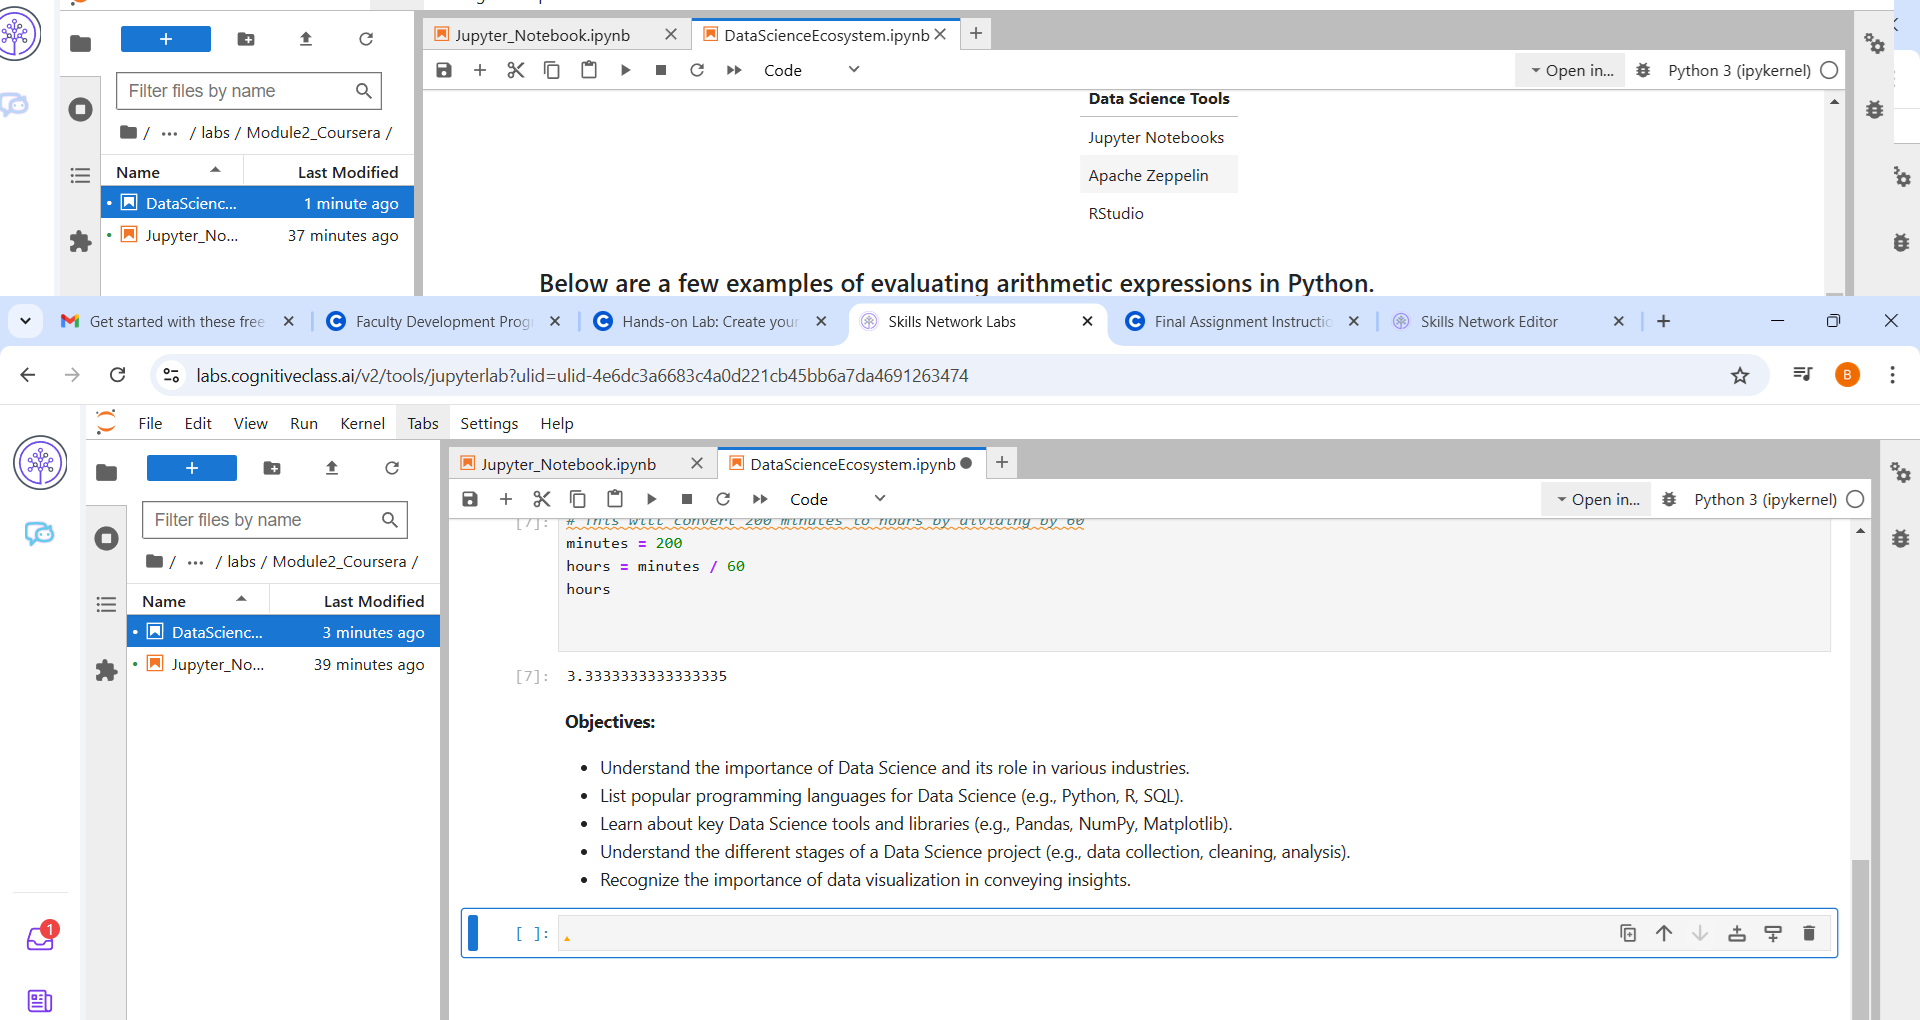 Jupyter_Notebook.ipynb
DataScienceEcosystem.ipynb
Code
Open in...
Python 3 (ipykernel)
Filter files by name
/ ... / labs / Module2_Coursera /
Name Last Modified
DataScienc... 1 minute ago
Jupyter_No... 37 minutes ago
Data Science Tools
Jupyter Notebooks
Apache Zeppelin
RStudio
Below are a few examples of evaluating arithmetic expressions in Python.
Get started with these free
Faculty Development Prog
Hands-on Lab: Create your
Skills Network Labs
Final Assignment Instructio
Skills Network Editor
labs.cognitiveclass.ai/v2/tools/jupyterlab?ulid=ulid-4e6dc3a6683c4a0d221cb45bb6a7da4691263474
B
File Edit View Run Kernel Tabs Settings Help
Jupyter_Notebook.ipynb
DataScienceEcosystem.ipynb
Code
Open in...
Python 3 (ipykernel)
Filter files by name
/ ... / labs / Module2_Coursera /
Name Last Modified
DataScienc... 3 minutes ago
Jupyter_No... 39 minutes ago
[7]: # This will convert 200 minutes to hours by dividing by 60
minutes = 200
hours = minutes / 60
hours
[7]: 3.3333333333333335
Objectives:
• Understand the importance of Data Science and its role in various industries.
• List popular programming languages for Data Science (e.g., Python, R, SQL).
• Learn about key Data Science tools and libraries (e.g., Pandas, NumPy, Matplotlib).
• Understand the different stages of a Data Science project (e.g., data collection, cleaning, analysis).
• Recognize the importance of data visualization in conveying insights.
[ ]:
1